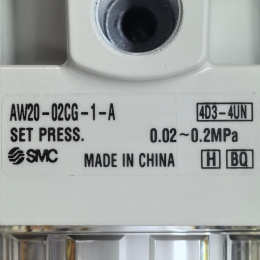 AW20-02CG-1-A 4D3-4UN
SET PRESS. 0.02~0.2MPa
SMC MADE IN CHINA H BQ